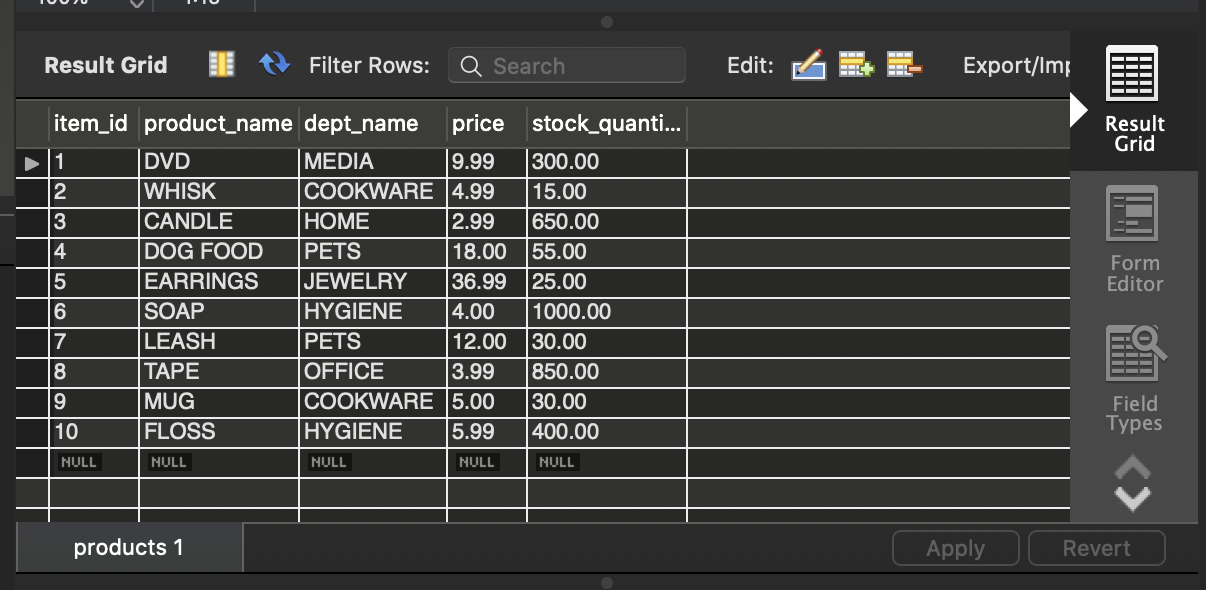 Result Grid Filter Rows: Search Edit: Export/Imp
item_id product_name dept_name price stock_quanti...
1 DVD MEDIA 9.99 300.00
2 WHISK COOKWARE 4.99 15.00
3 CANDLE HOME 2.99 650.00
4 DOG FOOD PETS 18.00 55.00
5 EARRINGS JEWELRY 36.99 25.00
6 SOAP HYGIENE 4.00 1000.00
7 LEASH PETS 12.00 30.00
8 TAPE OFFICE 3.99 850.00
9 MUG COOKWARE 5.00 30.00
10 FLOSS HYGIENE 5.99 400.00
NULL NULL NULL NULL NULL
Result
Grid
Form
Editor
Field
Types
products 1 Apply Revert